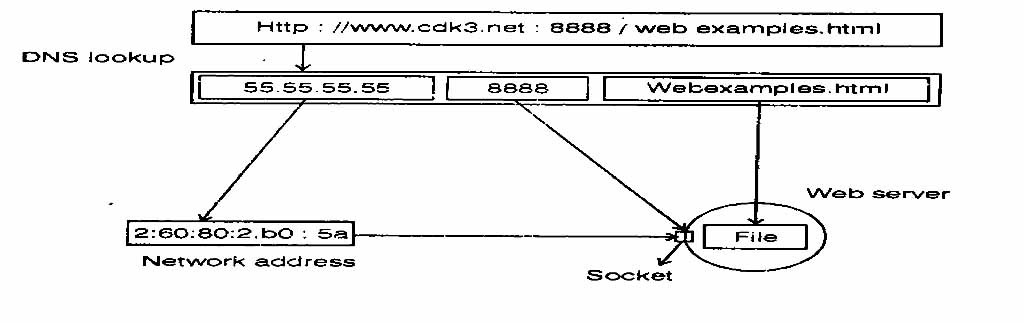 Http : //www.cdk3.net : 8888 / web examples.html
DNS lookup
55.55.55.55 8888 Webexamples.html
Web server
2:60:80:2.b0 : 5a File
Network address
Socket